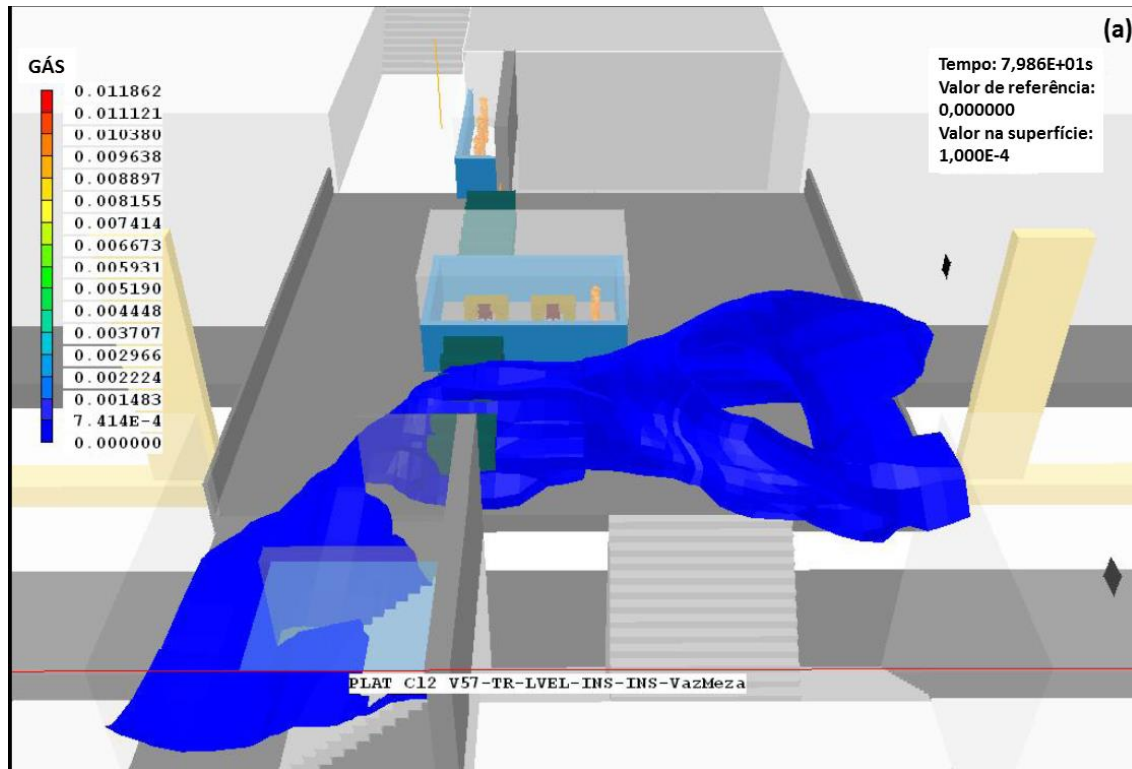 (a)
GÁS
0.011862
0.011121
0.010380
0.009638
0.008897
0.008155
0.007414
0.006673
0.005931
0.005190
0.004448
0.003707
0.002966
0.002224
0.001483
7.414E-4
0.000000
Tempo: 7,986E+01s
Valor de referência:
0,000000
Valor na superfície:
1,000E-4
PLAT C12 V57-TR-LVEL-INS-INS-VazMeza